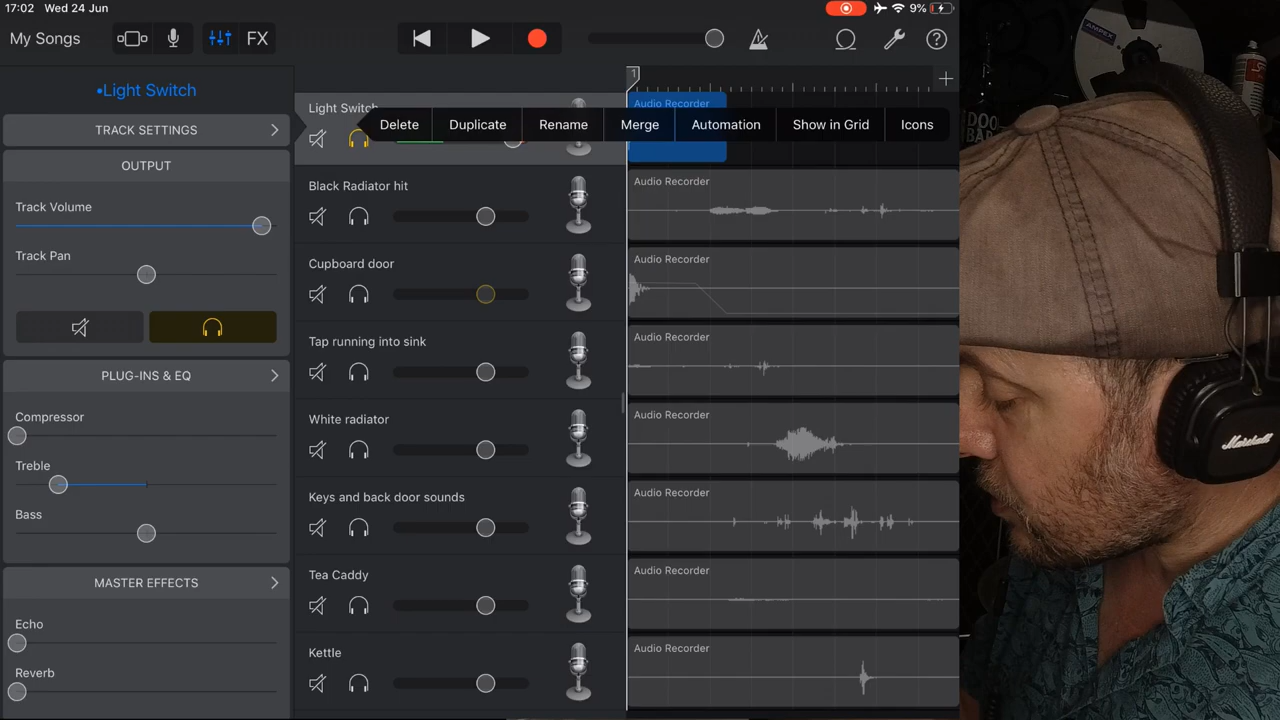 17:02 Wed 24 Jun
9%
My Songs
FX
•Light Switch
TRACK SETTINGS
OUTPUT
Track Volume
Track Pan
PLUG-INS & EQ
Compressor
Treble
Bass
MASTER EFFECTS
Echo
Reverb
1
Light Switch
Delete
Duplicate
Rename
Merge
Automation
Show in Grid
Icons
Audio Recorder
Black Radiator hit
Audio Recorder
Cupboard door
Audio Recorder
Tap running into sink
Audio Recorder
White radiator
Audio Recorder
Keys and back door sounds
Audio Recorder
Tea Caddy
Audio Recorder
Kettle
Audio Recorder
AMPEX
Marshall